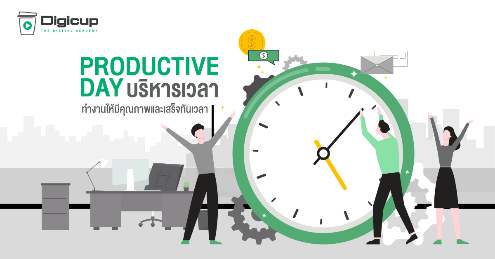 Digicup
THE DIGITAL ACADEMY
PRODUCTIVE
DAY บริหารเวลา
ทำงานให้มีคุณภาพและเสร็จทันเวลา
$